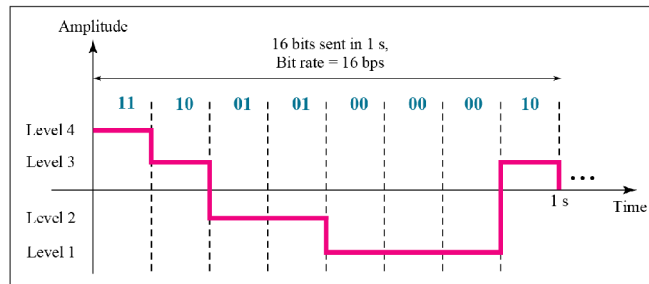 Amplitude
16 bits sent in 1 s,
Bit rate = 16 bps
11 10 01 01 00 00 00 10
Level 4
Level 3
Level 2
Level 1
1 s
Time